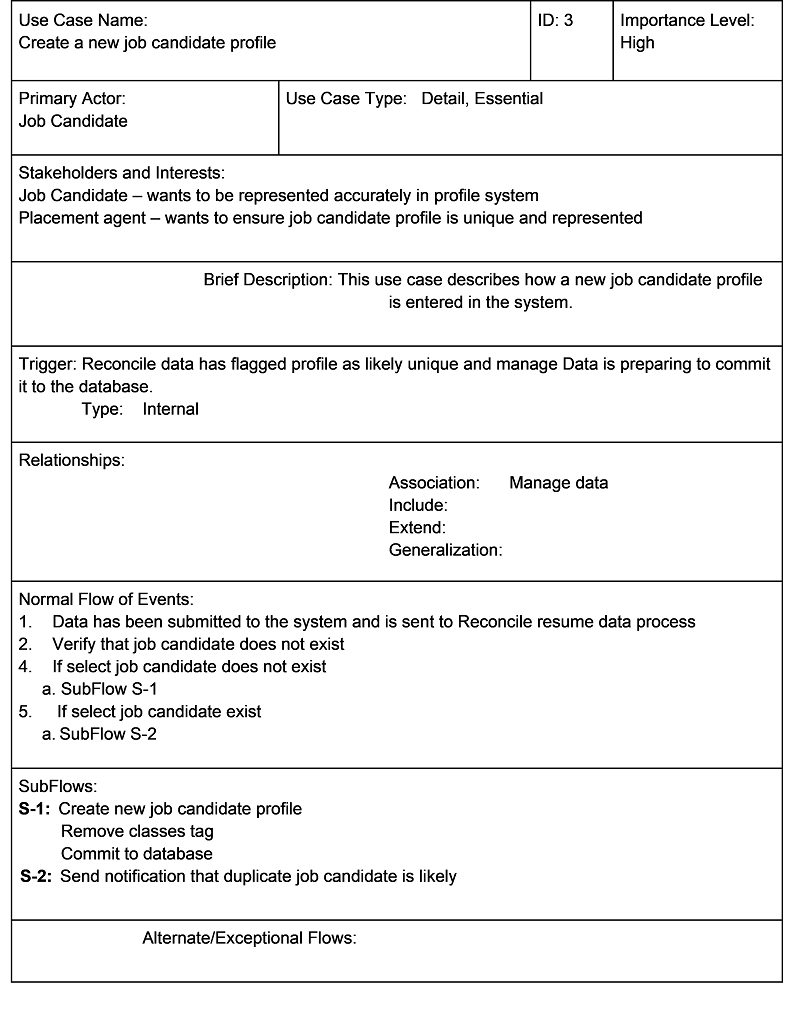 Use Case Name:
Create a new job candidate profile
ID: 3
Importance Level:
High
Primary Actor:
Job Candidate
Use Case Type: Detail, Essential
Stakeholders and Interests:
Job Candidate – wants to be represented accurately in profile system
Placement agent – wants to ensure job candidate profile is unique and represented
Brief Description: This use case describes how a new job candidate profile
is entered in the system.
Trigger: Reconcile data has flagged profile as likely unique and manage Data is preparing to commit
it to the database.
Type: Internal
Relationships:
Association: Manage data
Include:
Extend:
Generalization:
Normal Flow of Events:
1. Data has been submitted to the system and is sent to Reconcile resume data process
2. Verify that job candidate does not exist
4. If select job candidate does not exist
a. SubFlow S-1
5. If select job candidate exist
a. SubFlow S-2
SubFlows:
S-1: Create new job candidate profile
Remove classes tag
Commit to database
S-2: Send notification that duplicate job candidate is likely
Alternate/Exceptional Flows: